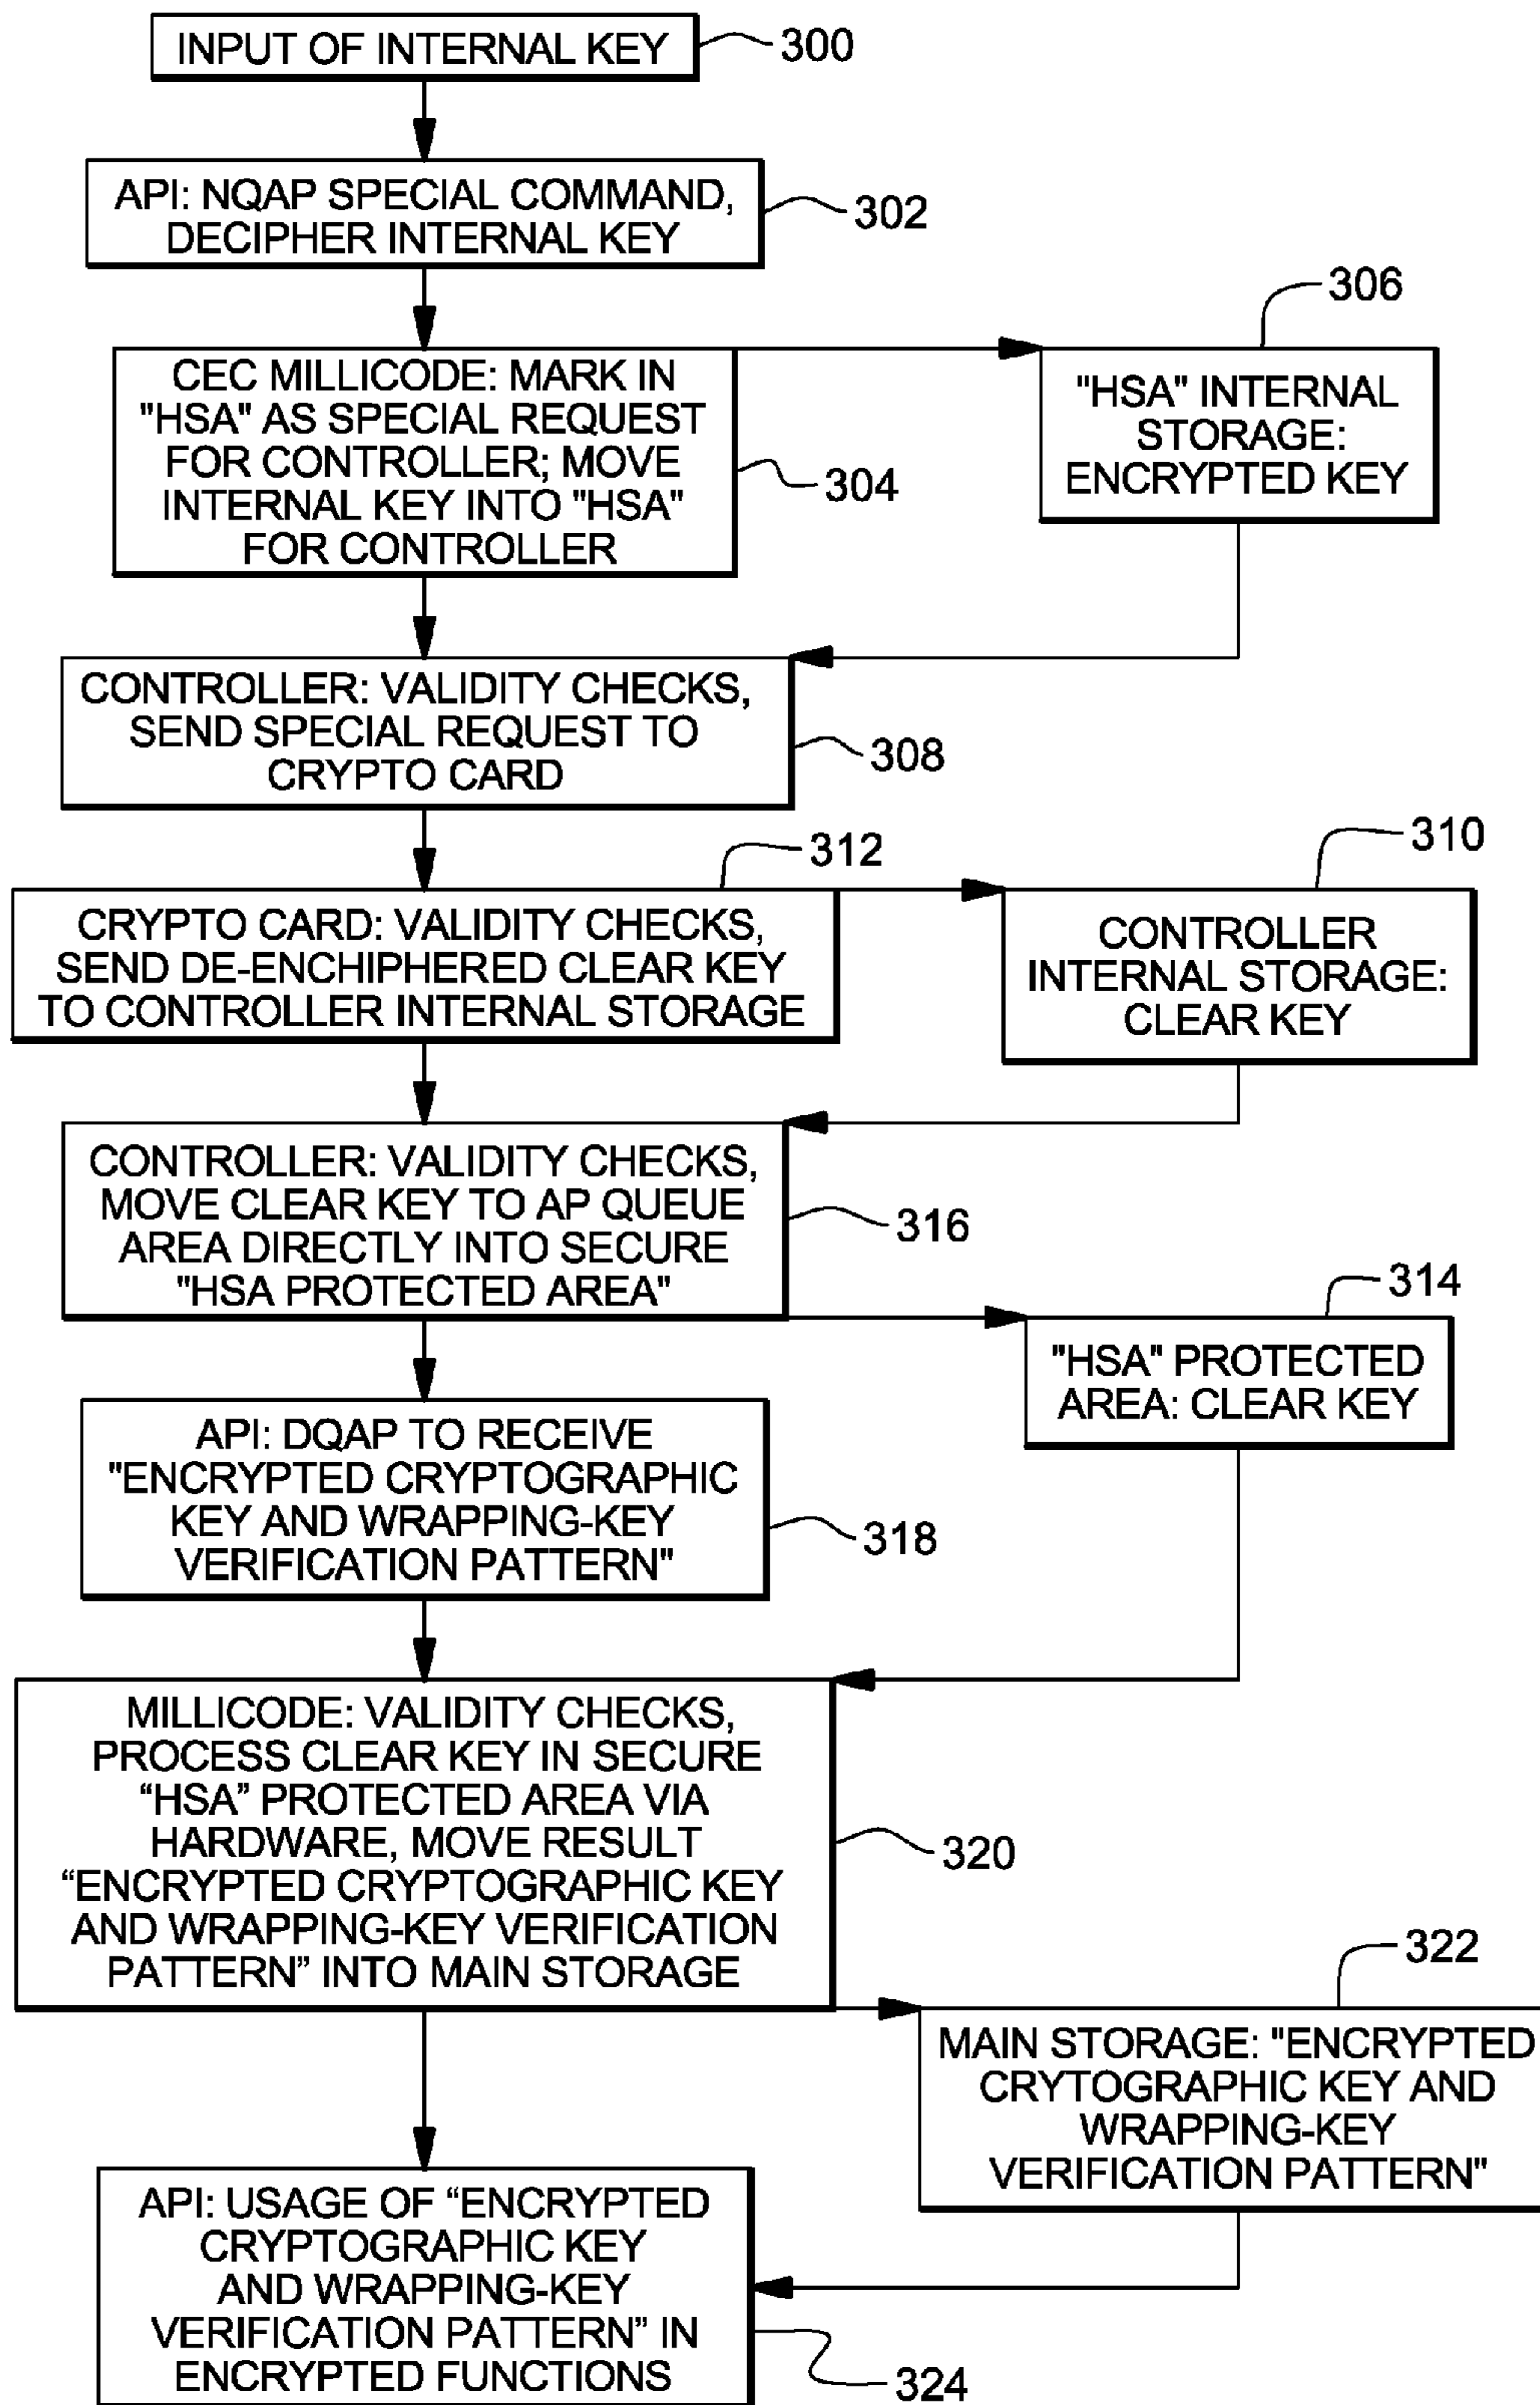 INPUT OF INTERNAL KEY
300
API: NQAP SPECIAL COMMAND,
DECIPHER INTERNAL KEY
302
306
CEC MILLICODE: MARK IN
"HSA" AS SPECIAL REQUEST
FOR CONTROLLER; MOVE
INTERNAL KEY INTO "HSA"
FOR CONTROLLER
304
"HSA" INTERNAL
STORAGE:
ENCRYPTED KEY
CONTROLLER: VALIDITY CHECKS,
SEND SPECIAL REQUEST TO
CRYPTO CARD
308
312
310
CRYPTO CARD: VALIDITY CHECKS,
SEND DE-ENCHIPHERED CLEAR KEY
TO CONTROLLER INTERNAL STORAGE
CONTROLLER
INTERNAL STORAGE:
CLEAR KEY
CONTROLLER: VALIDITY CHECKS,
MOVE CLEAR KEY TO AP QUEUE
AREA DIRECTLY INTO SECURE
"HSA PROTECTED AREA"
316
314
"HSA" PROTECTED
AREA: CLEAR KEY
API: DQAP TO RECEIVE
"ENCRYPTED CRYPTOGRAPHIC
KEY AND WRAPPING-KEY
VERIFICATION PATTERN"
318
MILLICODE: VALIDITY CHECKS,
PROCESS CLEAR KEY IN SECURE
“HSA” PROTECTED AREA VIA
HARDWARE, MOVE RESULT
“ENCRYPTED CRYPTOGRAPHIC KEY
AND WRAPPING-KEY VERIFICATION
PATTERN” INTO MAIN STORAGE
320
322
MAIN STORAGE: "ENCRYPTED
CRYTOGRAPHIC KEY AND
WRAPPING-KEY
VERIFICATION PATTERN"
API: USAGE OF “ENCRYPTED
CRYPTOGRAPHIC KEY
AND WRAPPING-KEY
VERIFICATION PATTERN” IN
ENCRYPTED FUNCTIONS
324